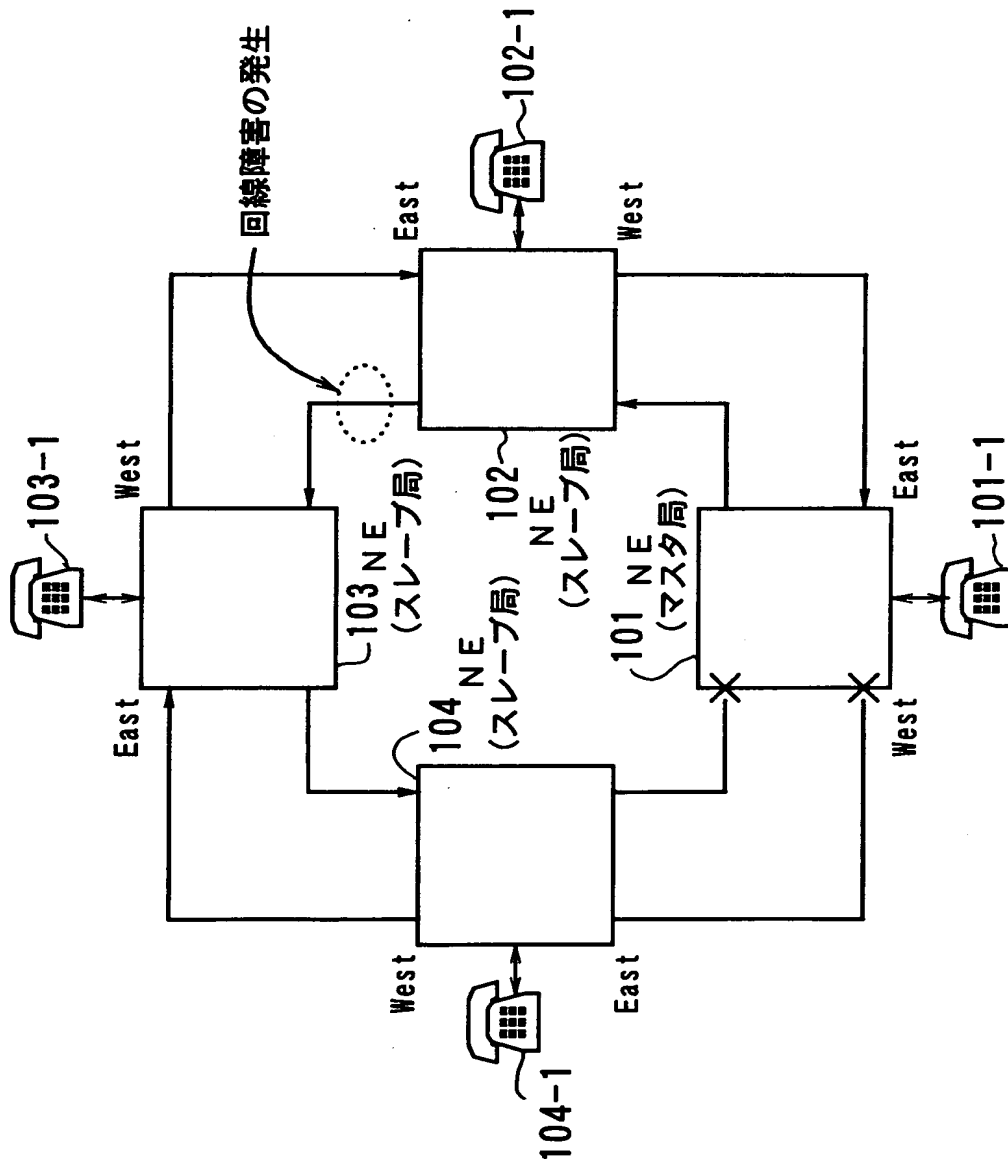 103-1
West
East
103 NE
(スレーブ局)
回線障害の発生
East
102-1
West
102
NE
(スレーブ局)
104
NE
(スレーブ局)
West
104-1
East
101 NE
(マスタ局)
East
West
101-1